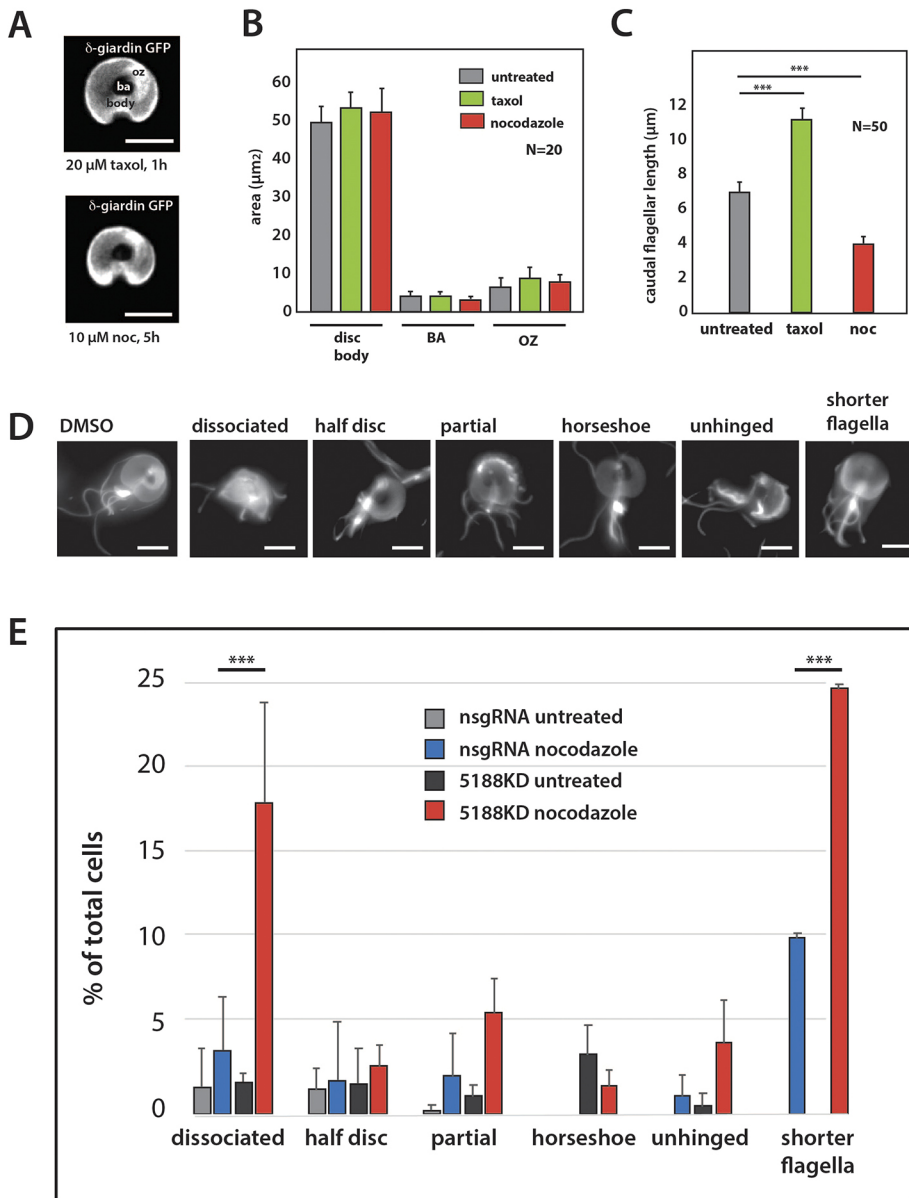 A
δ-giardin GFP
oz
ba
body
20 µM taxol, 1h
δ-giardin GFP
10 µM noc, 5h
B
area (µm2)
60
50
40
30
20
10
0
untreated
taxol
nocodazole
N=20
disc
body
BA
OZ
C
caudal flagellar length (µm)
12
10
8
6
4
2
0
***
***
N=50
untreated
taxol
noc
D
DMSO
dissociated
half disc
partial
horseshoe
unhinged
shorter
flagella
E
% of total cells
25
20
15
10
5
0
***
***
nsgRNA untreated
nsgRNA nocodazole
5188KD untreated
5188KD nocodazole
dissociated
half disc
partial
horseshoe
unhinged
shorter
flagella